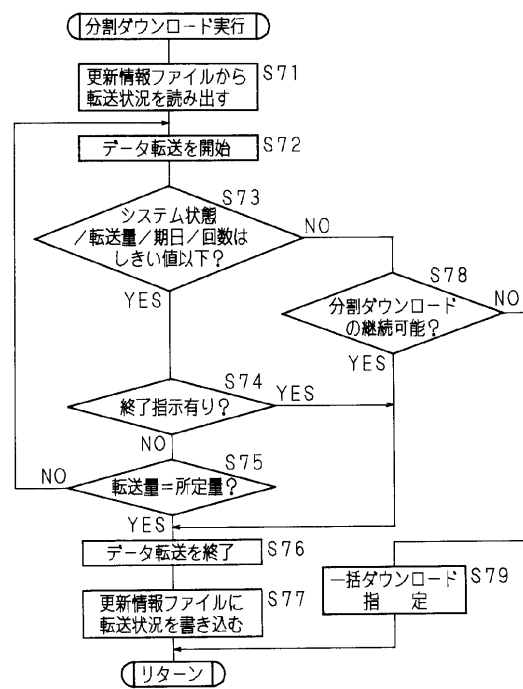 分割ダウンロード実行
更新情報ファイルから
転送状況を読み出す
S71
データ転送を開始
S72
S73
システム状態
/転送量/期日/回数は
しきい値以下?
NO
YES
S78
分割ダウンロード
の継続可能?
NO
YES
S74
終了指示有り?
YES
NO
S75
転送量=所定量?
NO
YES
データ転送を終了
S76
更新情報ファイルに
転送状況を書き込む
S77
一括ダウンロード
指 定
S79
リターン